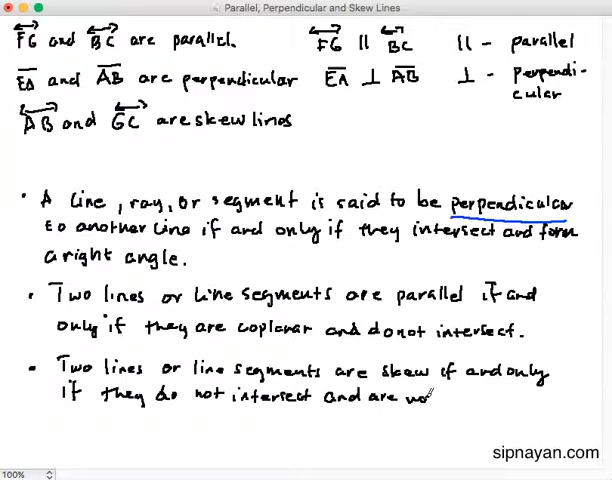 Parallel, Perpendicular and Skew Lines
FG and BC are parallel. FG || BC || - parallel
EA and AB are perpendicular EA ⊥ AB ⊥ - perpendi-
cular
AB and GC are skew lines
• A line, ray, or segment is said to be perpendicular
to another line if and only if they intersect and form
a right angle.
• Two lines or line segments are parallel if and
only if they are coplanar and do not intersect.
• Two lines or line segments are skew if and only
if they do not intersect and are no
sipnayan.com
100%